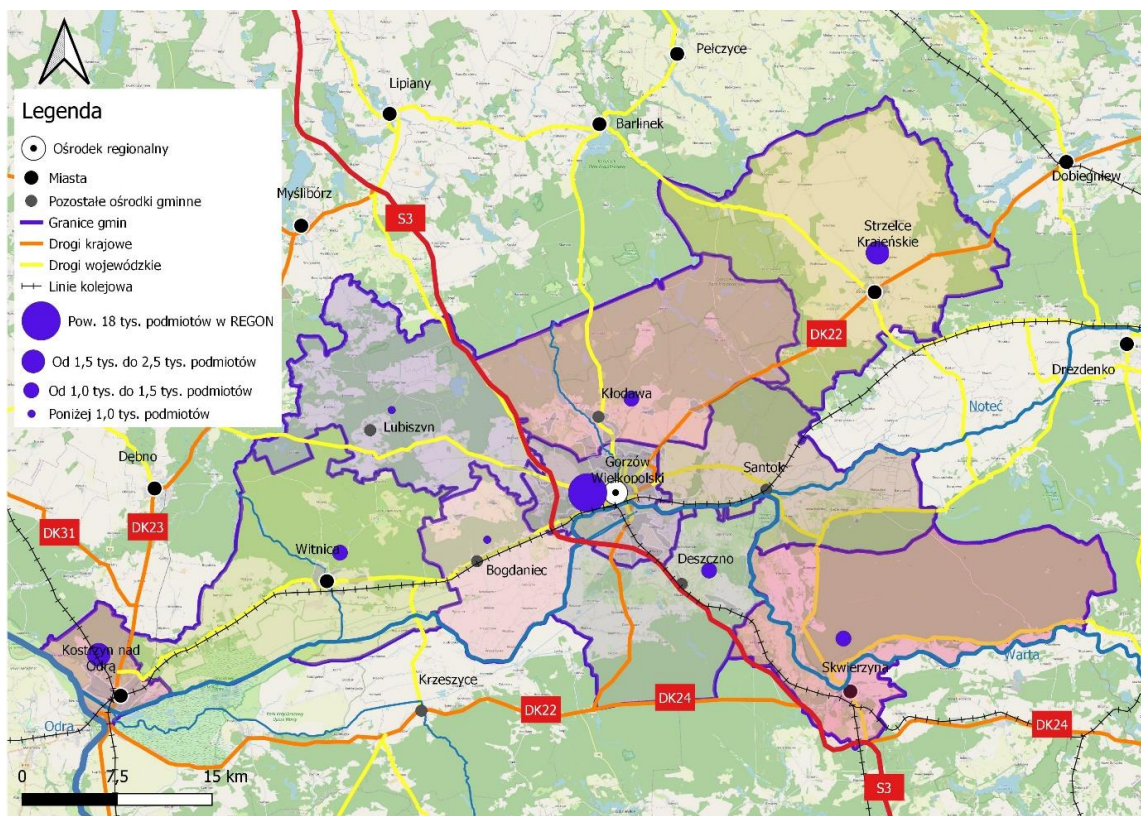 Legenda
Ośrodek regionalny
Miasta
Pozostałe ośrodki gminne
Granice gmin
Drogi krajowe
Drogi wojewódzkie
Linie kolejowa
Pow. 18 tys. podmiotów w REGON
Od 1,5 tys. do 2,5 tys. podmiotów
Od 1,0 tys. do 1,5 tys. podmiotów
Poniżej 1,0 tys. podmiotów
Pełczyce
Lipiany
Barlinek
Dobiegniew
Myślibórz
S3
Strzelce
Krajeńskie
DK22
Drezdenko
Kłodawa
Noteć
Lubiszyn
Dębno
Gorzów
Wielkopolski
Santok
DK31
DK23
Witnica
Bogdaniec
Deszczno
Kostrzyn nad
Odrą
Skwierzyna
Warta
Krzeszyce
Odra
DK22
DK24
DK24
S3
0
7,5
15 km